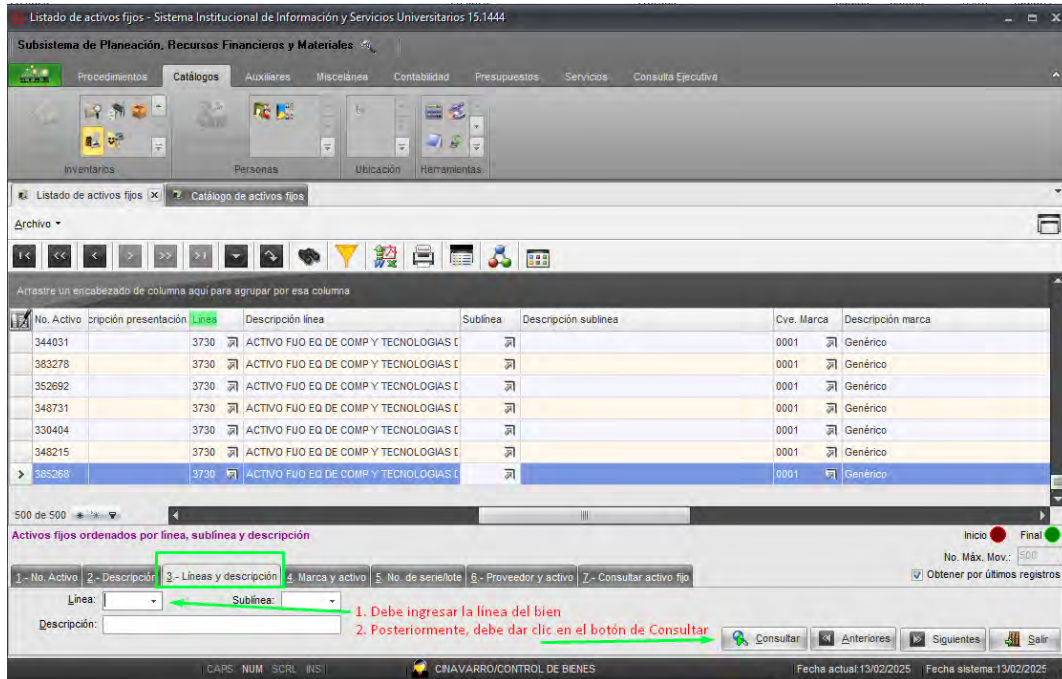 Listado de activos fijos - Sistema Institucional de Información y Servicios Universitarios 15.1444
Subsistema de Planeación, Recursos Financieros y Materiales
Procedimientos Catálogos Auxiliares Miscelánea Contabilidad Presupuestos Servicios Consulta Ejecutiva
Inventarios Personas Ubicación Herramientas
Listado de activos fijos Catálogo de activos fijos
Archivo
Arrastre un encabezado de columna aquí para agrupar por esa columna
No. Activo cripción presentación Línea Descripción línea Sublínea Descripción sublínea Cve. Marca Descripción marca
344031 3730 ACTIVO FIJO EQ DE COMP Y TECNOLOGIAS D 0001 Genérico
383278 3730 ACTIVO FIJO EQ DE COMP Y TECNOLOGIAS D 0001 Genérico
352692 3730 ACTIVO FIJO EQ DE COMP Y TECNOLOGIAS D 0001 Genérico
348731 3730 ACTIVO FIJO EQ DE COMP Y TECNOLOGIAS D 0001 Genérico
330404 3730 ACTIVO FIJO EQ DE COMP Y TECNOLOGIAS D 0001 Genérico
348215 3730 ACTIVO FIJO EQ DE COMP Y TECNOLOGIAS D 0001 Genérico
385268 3730 ACTIVO FIJO EQ DE COMP Y TECNOLOGIAS D 0001 Genérico
500 de 500
Activos fijos ordenados por línea, sublínea y descripción
Inicio Final
No. Máx. Mov.: 500
1.- No. Activo 2.- Descripción 3.- Líneas y descripción 4. Marca y activo 5. No. de serie/lote 6.- Proveedor y activo 7.- Consultar activo fijo
Obtener por últimos registros
Línea: Sublínea:
1. Debe ingresar la línea del bien
Descripción:
2. Posteriormente, debe dar clic en el botón de Consultar
Consultar Anteriores Siguientes Salir
CAPS NUM SCRL INS CINAVARRO/CONTROL DE BIENES Fecha actual:13/02/2025 Fecha sistema:13/02/2025